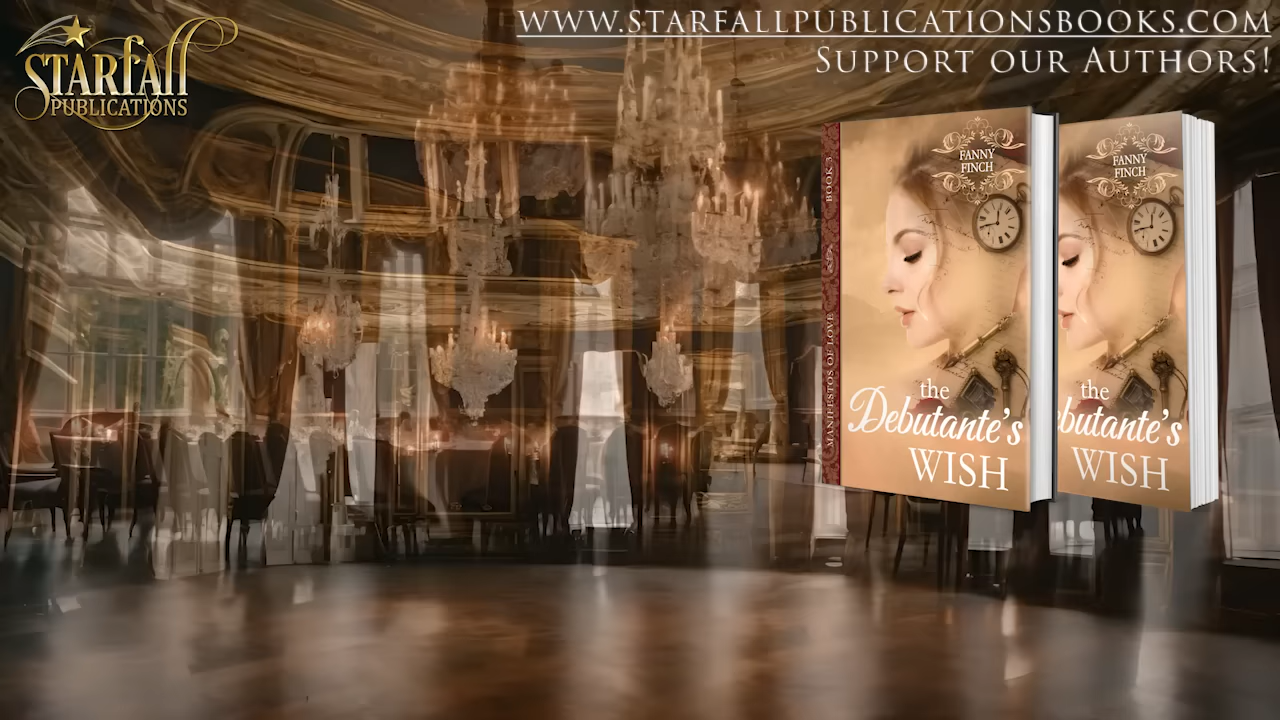 STARfall
PUBLICATIONS
WWW.STARFALLPUBLICATIONSBOOKS.COM
SUPPORT OUR AUTHORS!
BOOK 3
MANIFESTOS OF LOVE
FANNY
FINCH
the
Debutante's
WISH
FANNY
FINCH
the
ebutante's
WISH